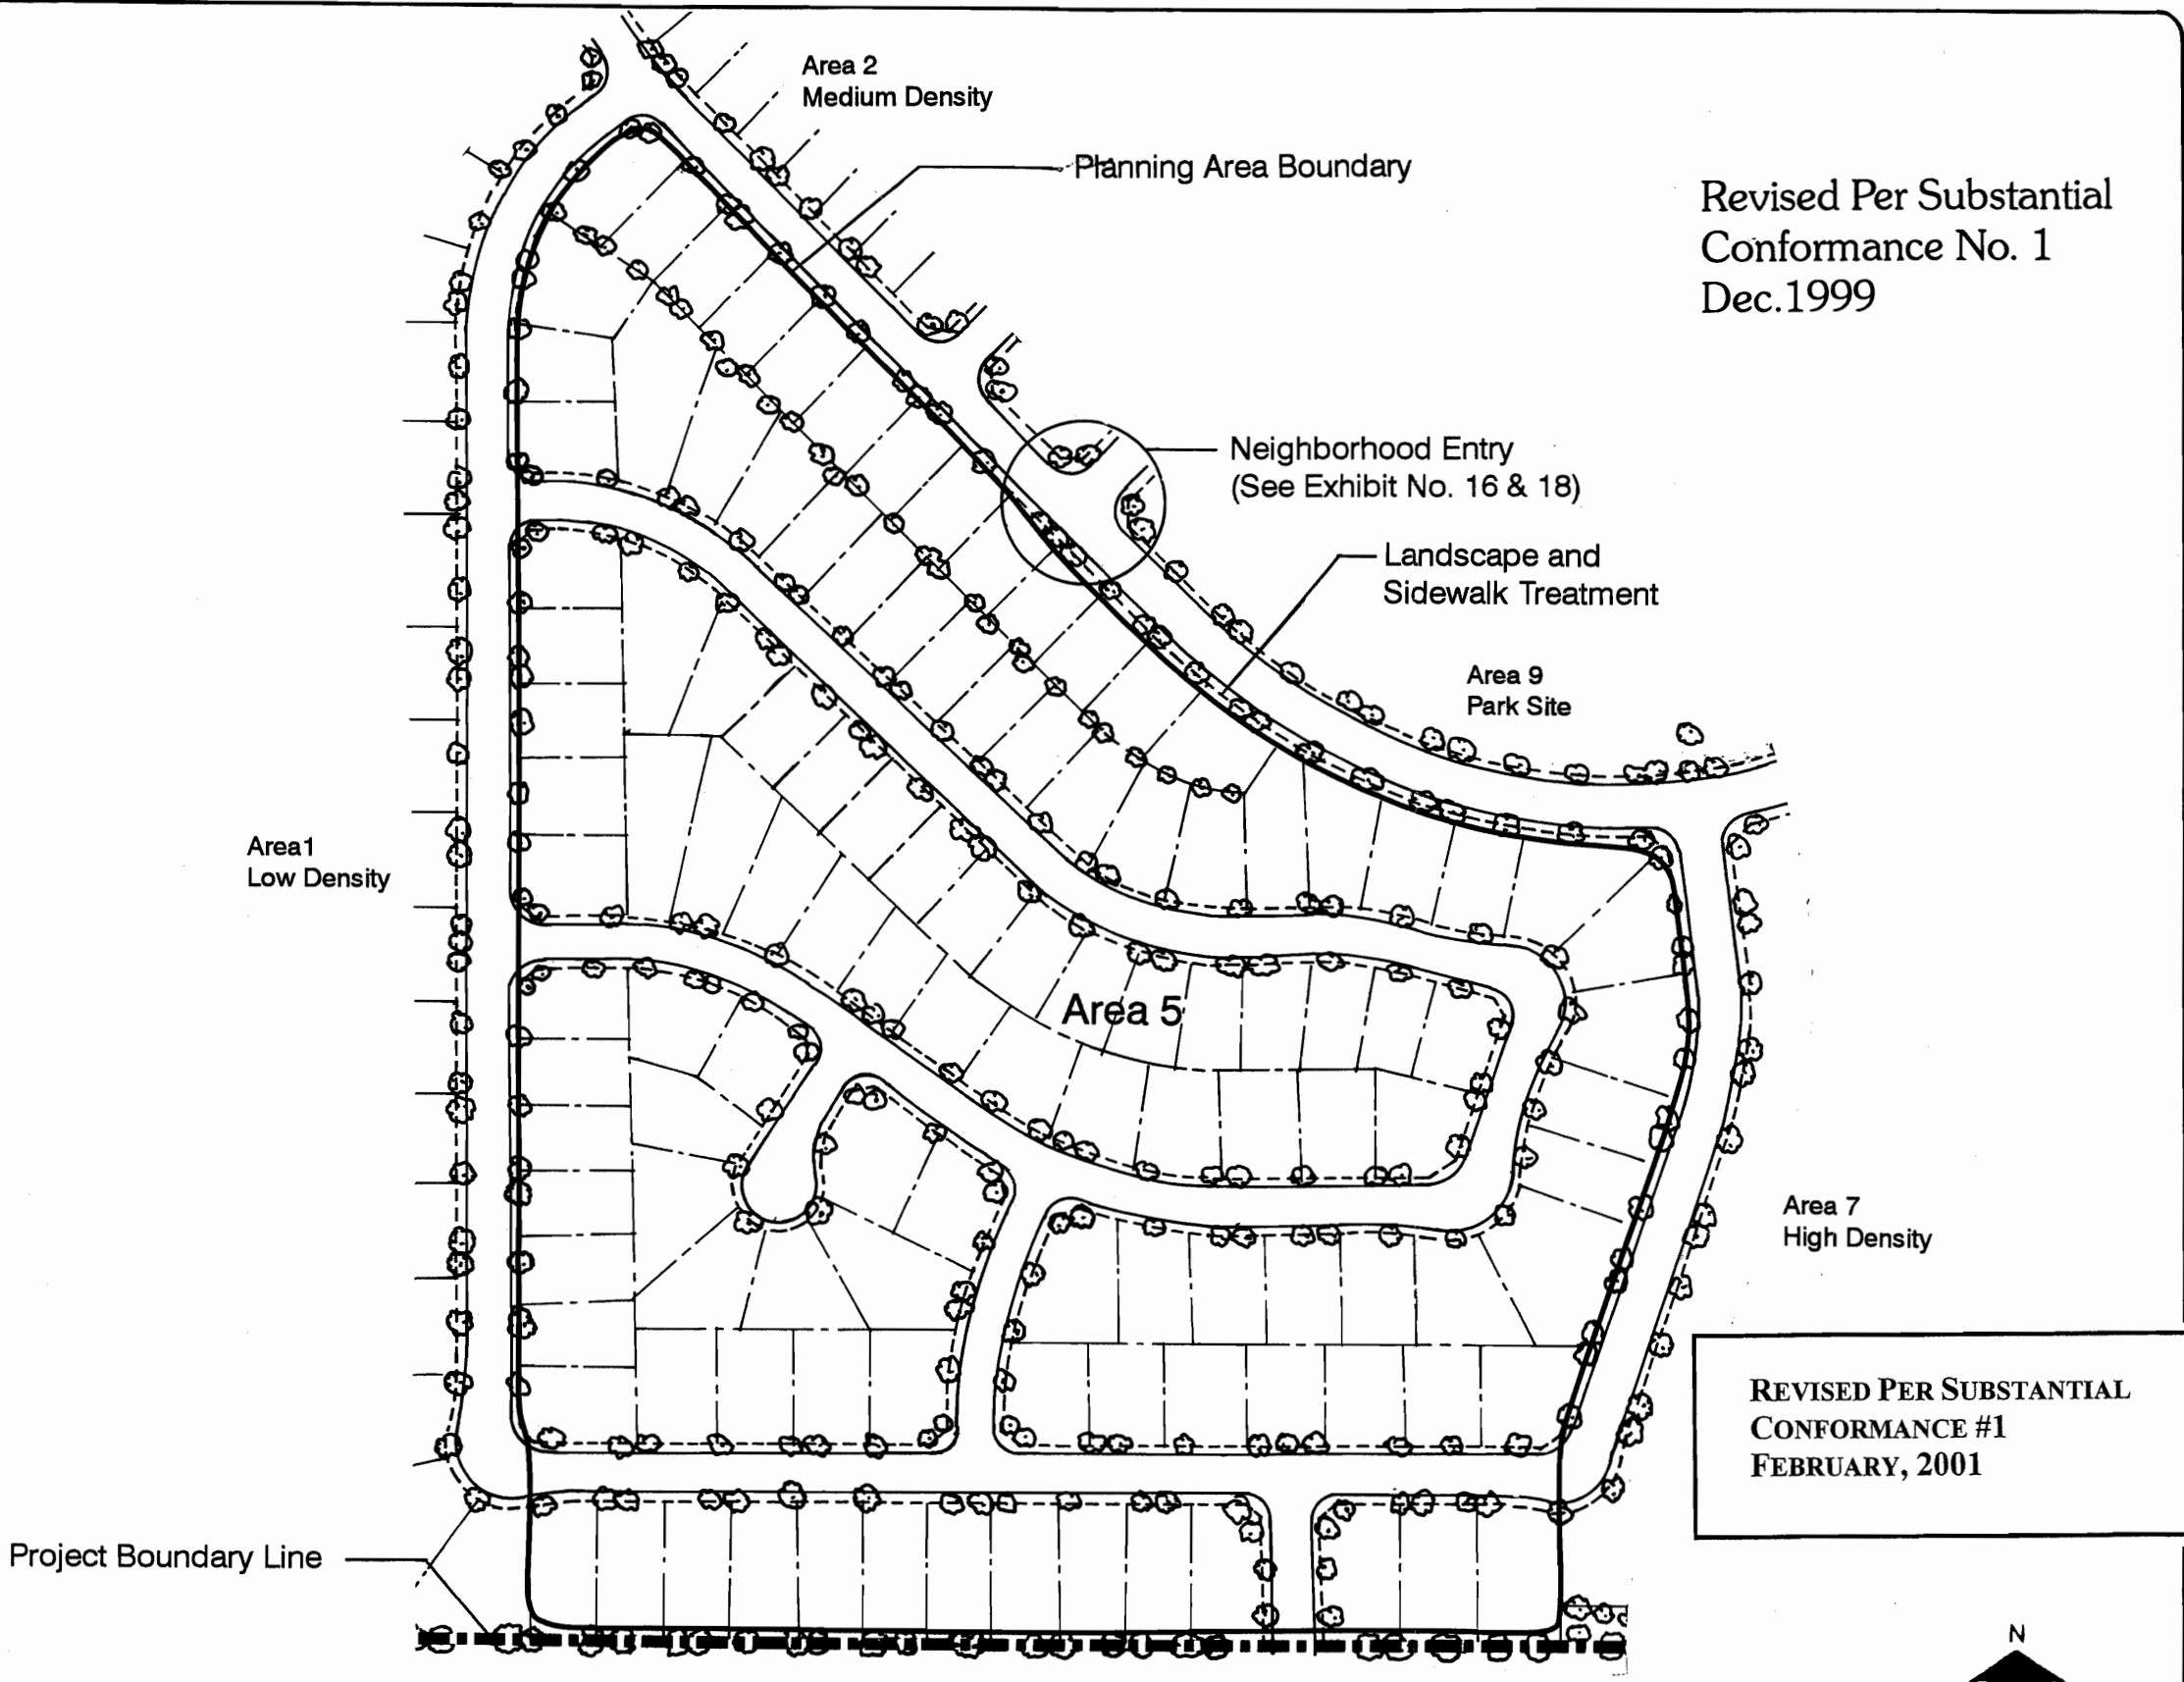 Area 2
Medium Density
Planning Area Boundary
Revised Per Substantial
Conformance No. 1
Dec.1999
Neighborhood Entry
(See Exhibit No. 16 & 18)
Landscape and
Sidewalk Treatment
Area 9
Park Site
Area1
Low Density
Area 5
Area 7
High Density
REVISED PER SUBSTANTIAL
CONFORMANCE #1
FEBRUARY, 2001
Project Boundary Line
N